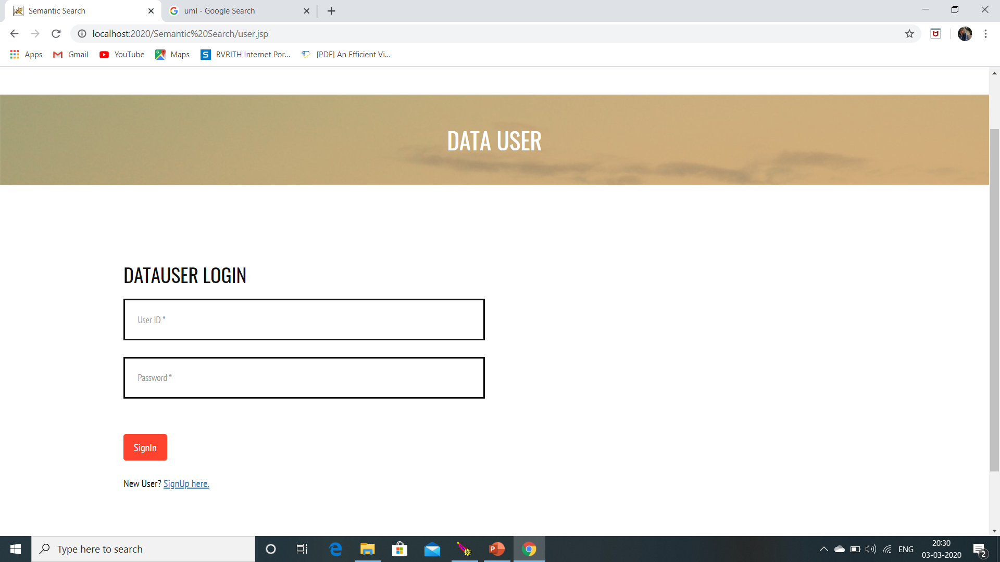 Semantic Search
uml - Google Search
localhost:2020/Semantic%20Search/user.jsp
Apps
Gmail
YouTube
Maps
S
BVRITH Internet Por...
[PDF] An Efficient Vi...
DATA USER
DATAUSER LOGIN
User ID *
Password *
SignIn
New User? SignUp here.
Type here to search
P
ENG
20:30
03-03-2020
2